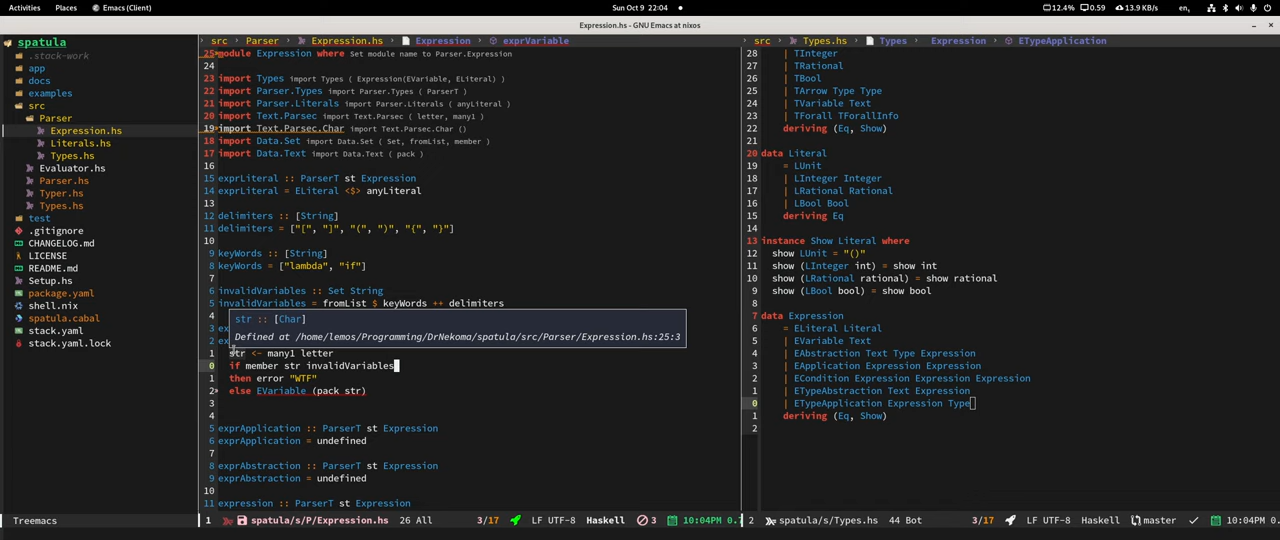 Activities Places Emacs (Client) Sun Oct 9 22:04 12.4% 0.59 13.9 KB/s en,
Expression.hs - GNU Emacs at nixos
spatula
.stack-work
app
docs
examples
src
Parser
Expression.hs
Literals.hs
Types.hs
Evaluator.hs
Parser.hs
Typer.hs
Types.hs
test
.gitignore
CHANGELOG.md
LICENSE
README.md
Setup.hs
package.yaml
shell.nix
spatula.cabal
stack.yaml
stack.yaml.lock
Treemacs
src › Parser › Expression.hs › Expression › exprVariable
25 module Expression where Set module name to Parser.Expression
24
23 import Types import Types ( Expression(EVariable, ELiteral) )
22 import Parser.Types import Parser.Types ( ParserT )
21 import Parser.Literals import Parser.Literals ( anyLiteral )
20 import Text.Parsec import Text.Parsec ( letter, many1 )
19 import Text.Parsec.Char import Text.Parsec.Char ()
18 import Data.Set import Data.Set ( Set, fromList, member )
17 import Data.Text import Data.Text ( pack )
16
15 exprLiteral :: ParserT st Expression
14 exprLiteral = ELiteral <$> anyLiteral
13
12 delimiters :: [String]
11 delimiters = ["[", "]", "(", ")", "{", "}"]
10
9 keyWords :: [String]
8 keyWords = ["lambda", "if"]
7
6 invalidVariables :: Set String
5 invalidVariables = fromList $ keyWords ++ delimiters
4
3 ex
2 ex
str :: [Char]
Defined at /home/lemos/Programming/DrNekoma/spatula/src/Parser/Expression.hs:25:3
1 str <- many1 letter
0 if member str invalidVariables
1 then error "WTF"
2 else EVariable (pack str)
3
4
5 exprApplication :: ParserT st Expression
6 exprApplication = undefined
7
8 exprAbstraction :: ParserT st Expression
9 exprAbstraction = undefined
10
11 expression :: ParserT st Expression
1 spatula/s/P/Expression.hs 26 All 3/17 LF UTF-8 Haskell 3 10:04PM 0.7
src › Types.hs › Types › Expression › ETypeApplication
28 | TInteger
27 | TRational
26 | TBool
25 | TArrow Type Type
24 | TVariable Text
23 | TForall TForallInfo
22 deriving (Eq, Show)
21
20 data Literal
19 = LUnit
18 | LInteger Integer
17 | LRational Rational
16 | LBool Bool
15 deriving Eq
14
13 instance Show Literal where
12 show LUnit = "()"
11 show (LInteger int) = show int
10 show (LRational rational) = show rational
9 show (LBool bool) = show bool
8
7 data Expression
6 = ELiteral Literal
5 | EVariable Text
4 | EAbstraction Text Type Expression
3 | EApplication Expression Expression
2 | ECondition Expression Expression Expression
1 | ETypeAbstraction Text Expression
0 | ETypeApplication Expression Type
1 deriving (Eq, Show)
2
2 spatula/s/Types.hs 44 Bot 3/17 LF UTF-8 Haskell master 10:04PM 0.